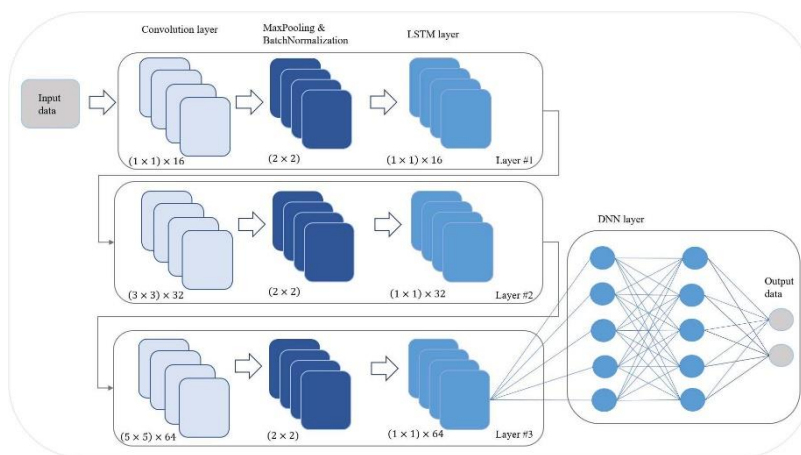 Convolution layer
MaxPooling &
BatchNormalization
LSTM layer
Input
data
(1 × 1) × 16
(2 × 2)
(1 × 1) × 16
Layer #1
(3 × 3) × 32
(2 × 2)
(1 × 1) × 32
Layer #2
DNN layer
Output
data
(5 × 5) × 64
(2 × 2)
(1 × 1) × 64
Layer #3